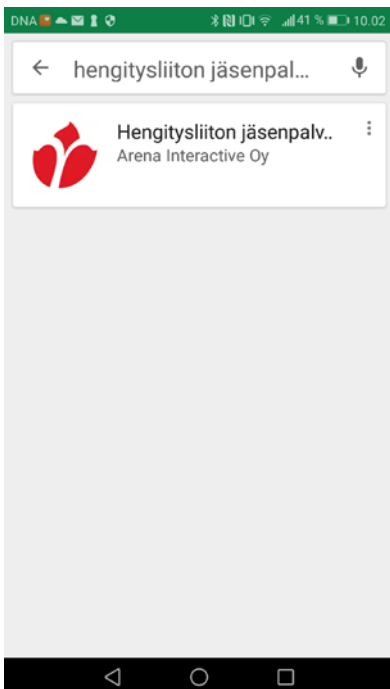 DNA 41 % 10.02
hengitysliiton jäsenpal...
Hengitysliiton jäsenpalv..
Arena Interactive Oy